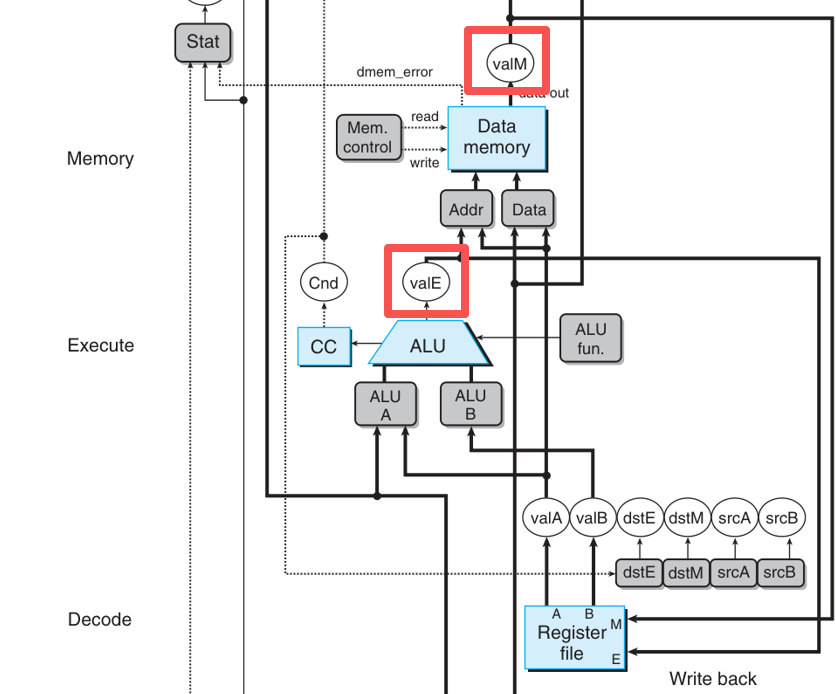 Stat
valM
dmem_error
data out
Mem.
control
read
write
Data
memory
Memory
Addr
Data
Cnd
valE
Execute
CC
ALU
ALU
fun.
ALU
A
ALU
B
valA
valB
dstE
dstM
srcA
srcB
dstE
dstM
srcA
srcB
Decode
A
B
M
Register
file
E
Write back